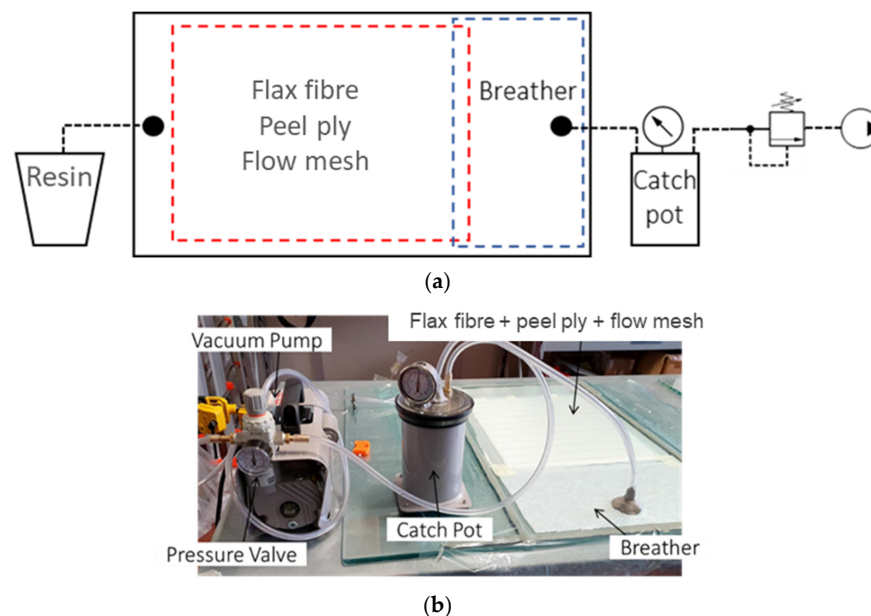 Flax fibre
Peel ply
Flow mesh
Breather
Resin
Catch
pot
(a)
Flax fibre + peel ply + flow mesh
Vacuum Pump
Catch Pot
Pressure Valve
Breather
(b)